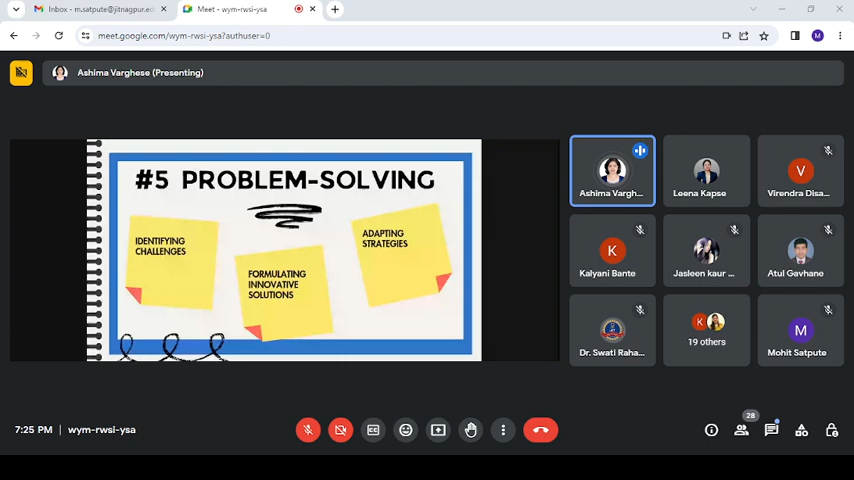 Inbox - m.satpute@jitnagpur.ed
Meet - wym-rwsi-ysa
meet.google.com/wym-rwsi-ysa?authuser=0
M
Ashima Varghese (Presenting)
#5 PROBLEM-SOLVING
IDENTIFYING
CHALLENGES
FORMULATING
INNOVATIVE
SOLUTIONS
ADAPTING
STRATEGIES
Ashima Vargh...
Leena Kapse
V
Virendra Disa...
K
Kalyani Bante
Jasleen kaur ...
Atul Gavhane
Dr. Swati Raha...
K
19 others
M
Mohit Satpute
7:25 PM | wym-rwsi-ysa
CC
28